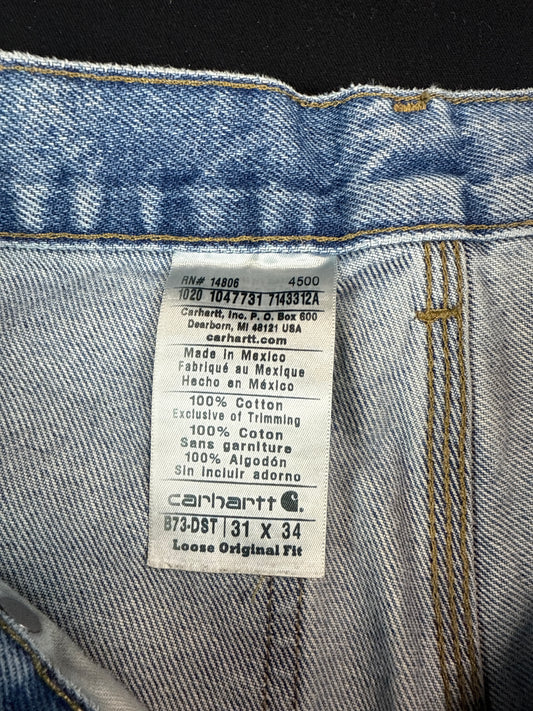 RN# 14806 4500
1020 1047731 7143312A
Carhartt, Inc. P. O. Box 600
Dearborn, MI 48121 USA
carhartt.com
Made in Mexico
Fabriqué au Mexique
Hecho en México
100% Cotton
Exclusive of Trimming
100% Coton
Sans garniture
100% Algodón
Sin incluir adorno
carhartt
B73-DST | 31 X 34
Loose Original Fit